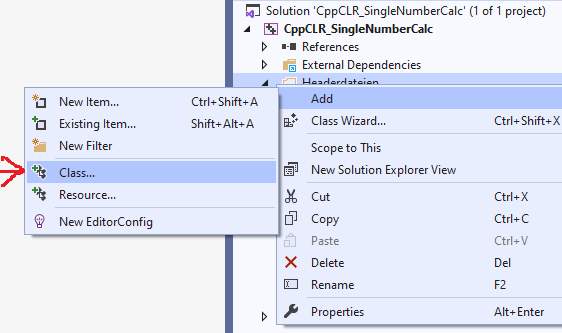 Solution 'CppCLR_SingleNumberCalc' (1 of 1 project)
CppCLR_SingleNumberCalc
References
External Dependencies
Headerdateien
Add
Class Wizard... Ctrl+Shift+X
Scope to This
New Solution Explorer View
Cut Ctrl+X
Copy Ctrl+C
Paste Ctrl+V
Delete Del
Rename F2
Properties Alt+Enter
New Item... Ctrl+Shift+A
Existing Item... Shift+Alt+A
New Filter
Class...
Resource...
New EditorConfig